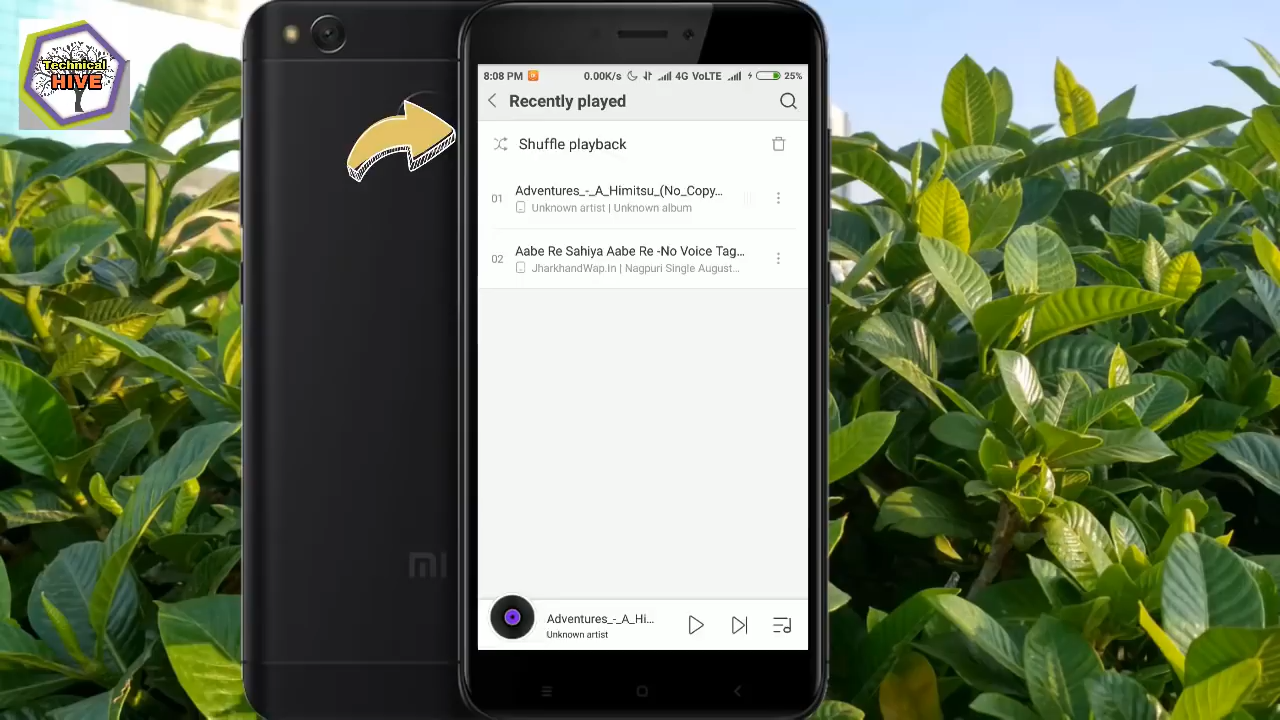 Technical
HIVE
8:08 PM 0.00K/s 4G VoLTE 25%
Recently played
Shuffle playback
01 Adventures_-_A_Himitsu_(No_Copy...
Unknown artist | Unknown album
02 Aabe Re Sahiya Aabe Re -No Voice Tag...
JharkhandWap.In | Nagpuri Single August...
MI
Adventures_-_A_Hi...
Unknown artist